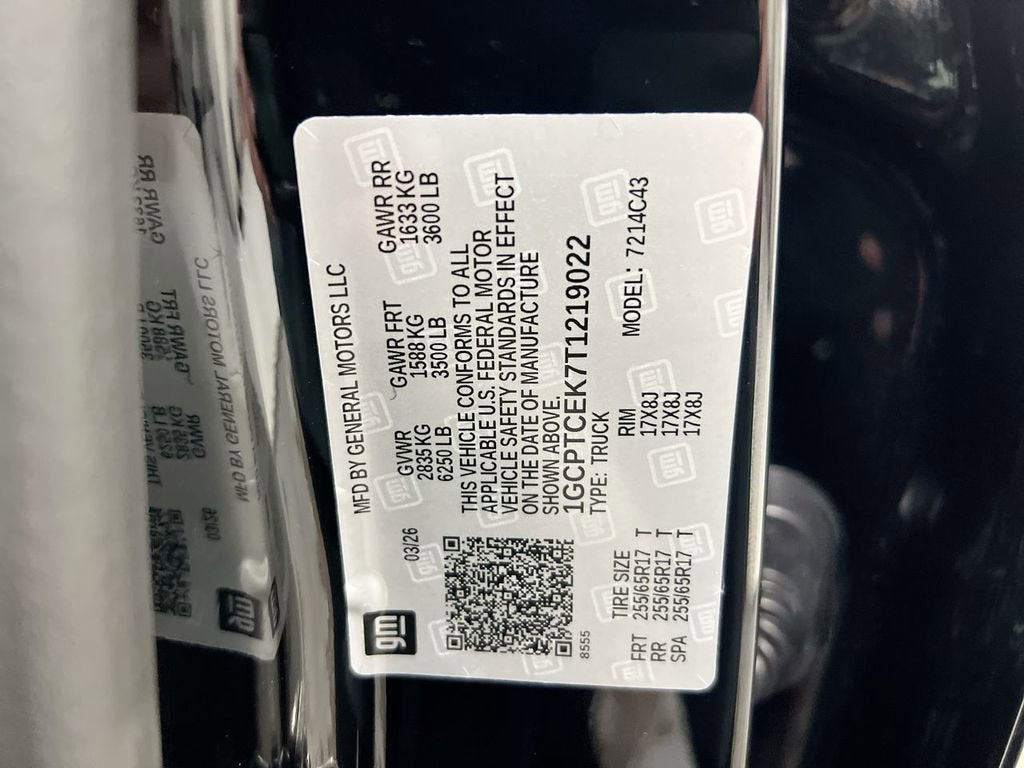 gm
03/26
MFD BY GENERAL MOTORS LLC
GVWR GAWR FRT GAWR RR
2835 KG 1588 KG 1633 KG
6250 LB 3500 LB 3600 LB
THIS VEHICLE CONFORMS TO ALL
APPLICABLE U.S. FEDERAL MOTOR
VEHICLE SAFETY STANDARDS IN EFFECT
ON THE DATE OF MANUFACTURE
SHOWN ABOVE.
1GCPTCEK7T1219022
TYPE: TRUCK
8555
TIRE SIZE RIM MODEL: 7214C43
FRT 255/65R17 T 17X8J
RR 255/65R17 T 17X8J
SPA 255/65R17 T 17X8J